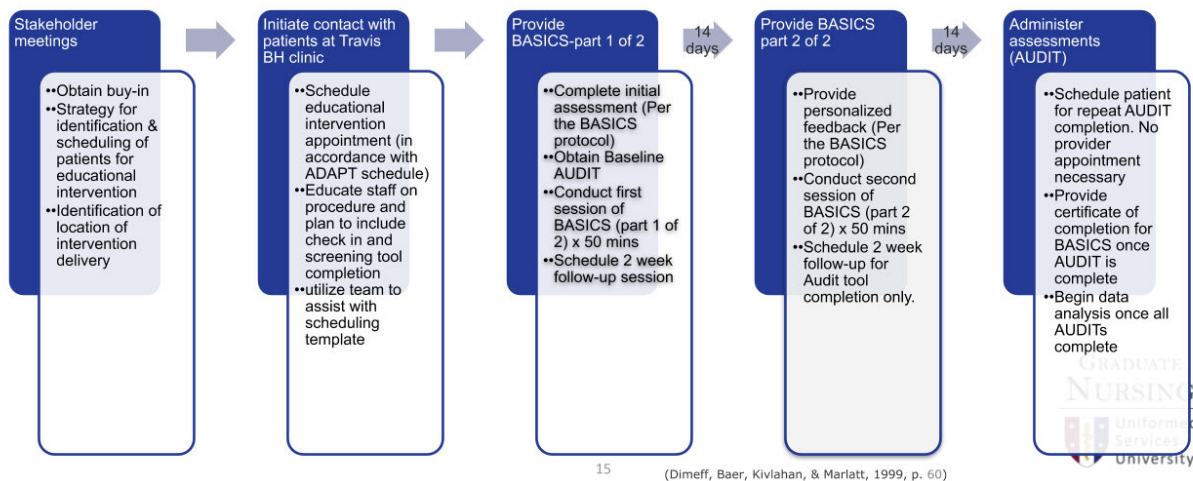 Stakeholder
meetings
••Obtain buy-in
••Strategy for
identification &
scheduling of
patients for
educational
intervention
••Identification of
location of
intervention
delivery
Initiate contact with
patients at Travis
BH clinic
••Schedule
educational
intervention
appointment (in
accordance with
ADAPT schedule)
••Educate staff on
procedure and
plan to include
check in and
screening tool
completion
••utilize team to
assist with
scheduling
template
Provide
BASICS-part 1 of 2
••Complete initial
assessment (Per
the BASICS
protocol)
••Obtain Baseline
AUDIT
••Conduct first
session of
BASICS (part 1 of
2) x 50 mins
••Schedule 2 week
follow-up session
14
days
Provide BASICS
part 2 of 2
••Provide
personalized
feedback (Per
the BASICS
protocol)
••Conduct second
session of
BASICS (part 2
of 2) x 50 mins
••Schedule 2 week
follow-up for
Audit tool
completion only.
14
days
Administer
assessments
(AUDIT)
••Schedule patient
for repeat AUDIT
completion. No
provider
appointment
necessary
••Provide
certificate of
completion for
BASICS once
AUDIT is
complete
••Begin data
analysis once all
AUDITs
complete
GRADUATE
NURSING
Uniformed
Services
University
15
(Dimeff, Baer, Kivlahan, & Marlatt, 1999, p. 60)